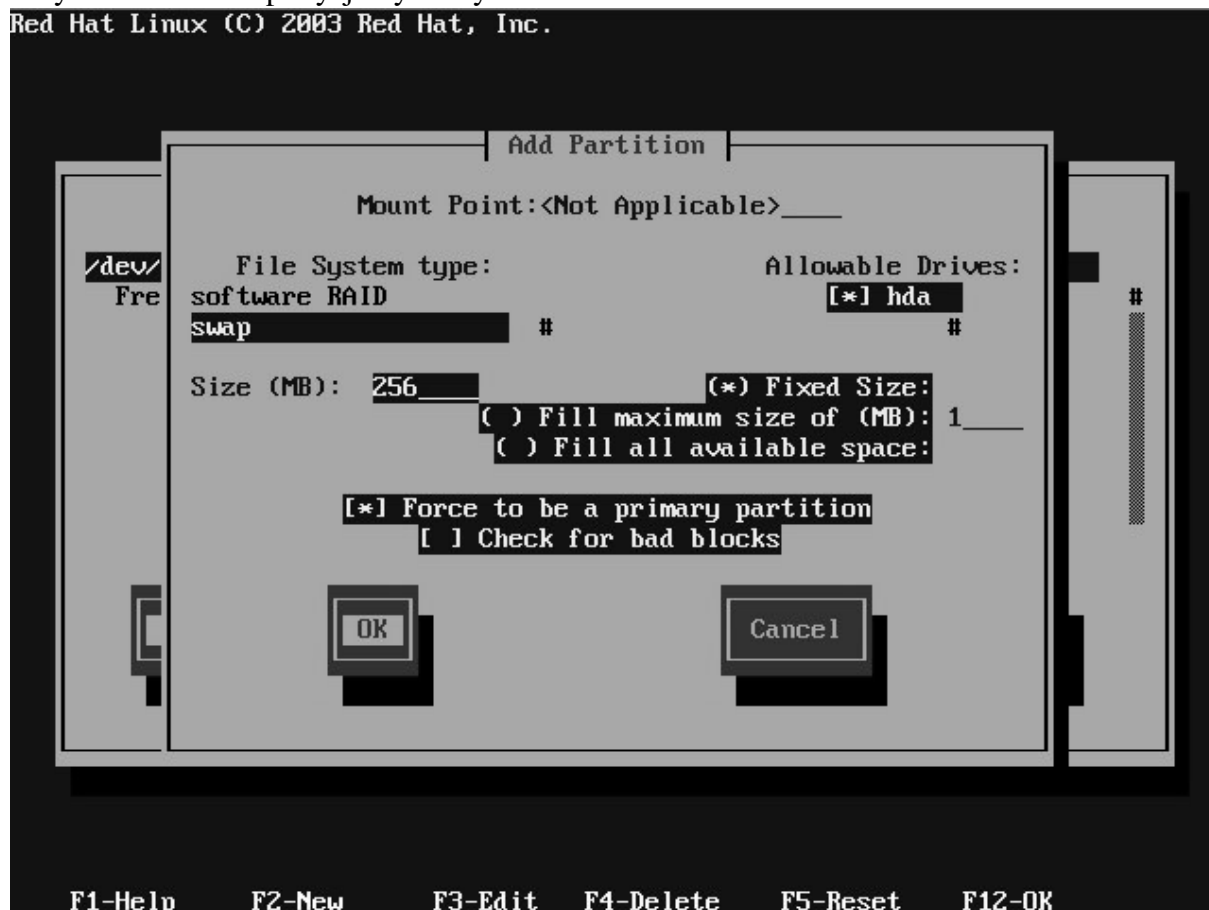 Red Hat Linux (C) 2003 Red Hat, Inc.
Add Partition
Mount Point:<Not Applicable>____
/dev/ File System type: Allowable Drives:
Fre software RAID [*] hda #
swap # #
Size (MB): 256____ (*) Fixed Size:
( ) Fill maximum size of (MB): 1____
( ) Fill all available space:
[*] Force to be a primary partition
[ ] Check for bad blocks
OK Cancel
F1-Help F2-New F3-Edit F4-Delete F5-Reset F12-OK